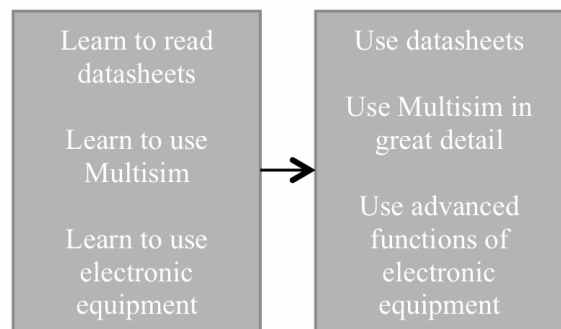 Learn to read
datasheets
Learn to use
Multisim
Learn to use
electronic
equipment
Use datasheets
Use Multisim in
great detail
Use advanced
functions of
electronic
equipment